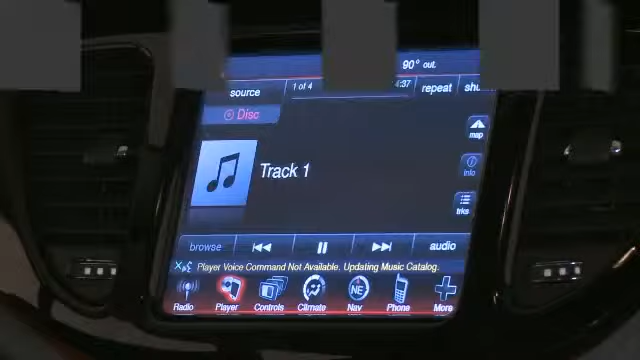 90° out.
source 1 of 4 4:37 repeat
Disc
map
Track 1
info
trks
browse audio
Player Voice Command Not Available. Updating Music Catalog.
NE
Radio Player Controls Climate Nav Phone More